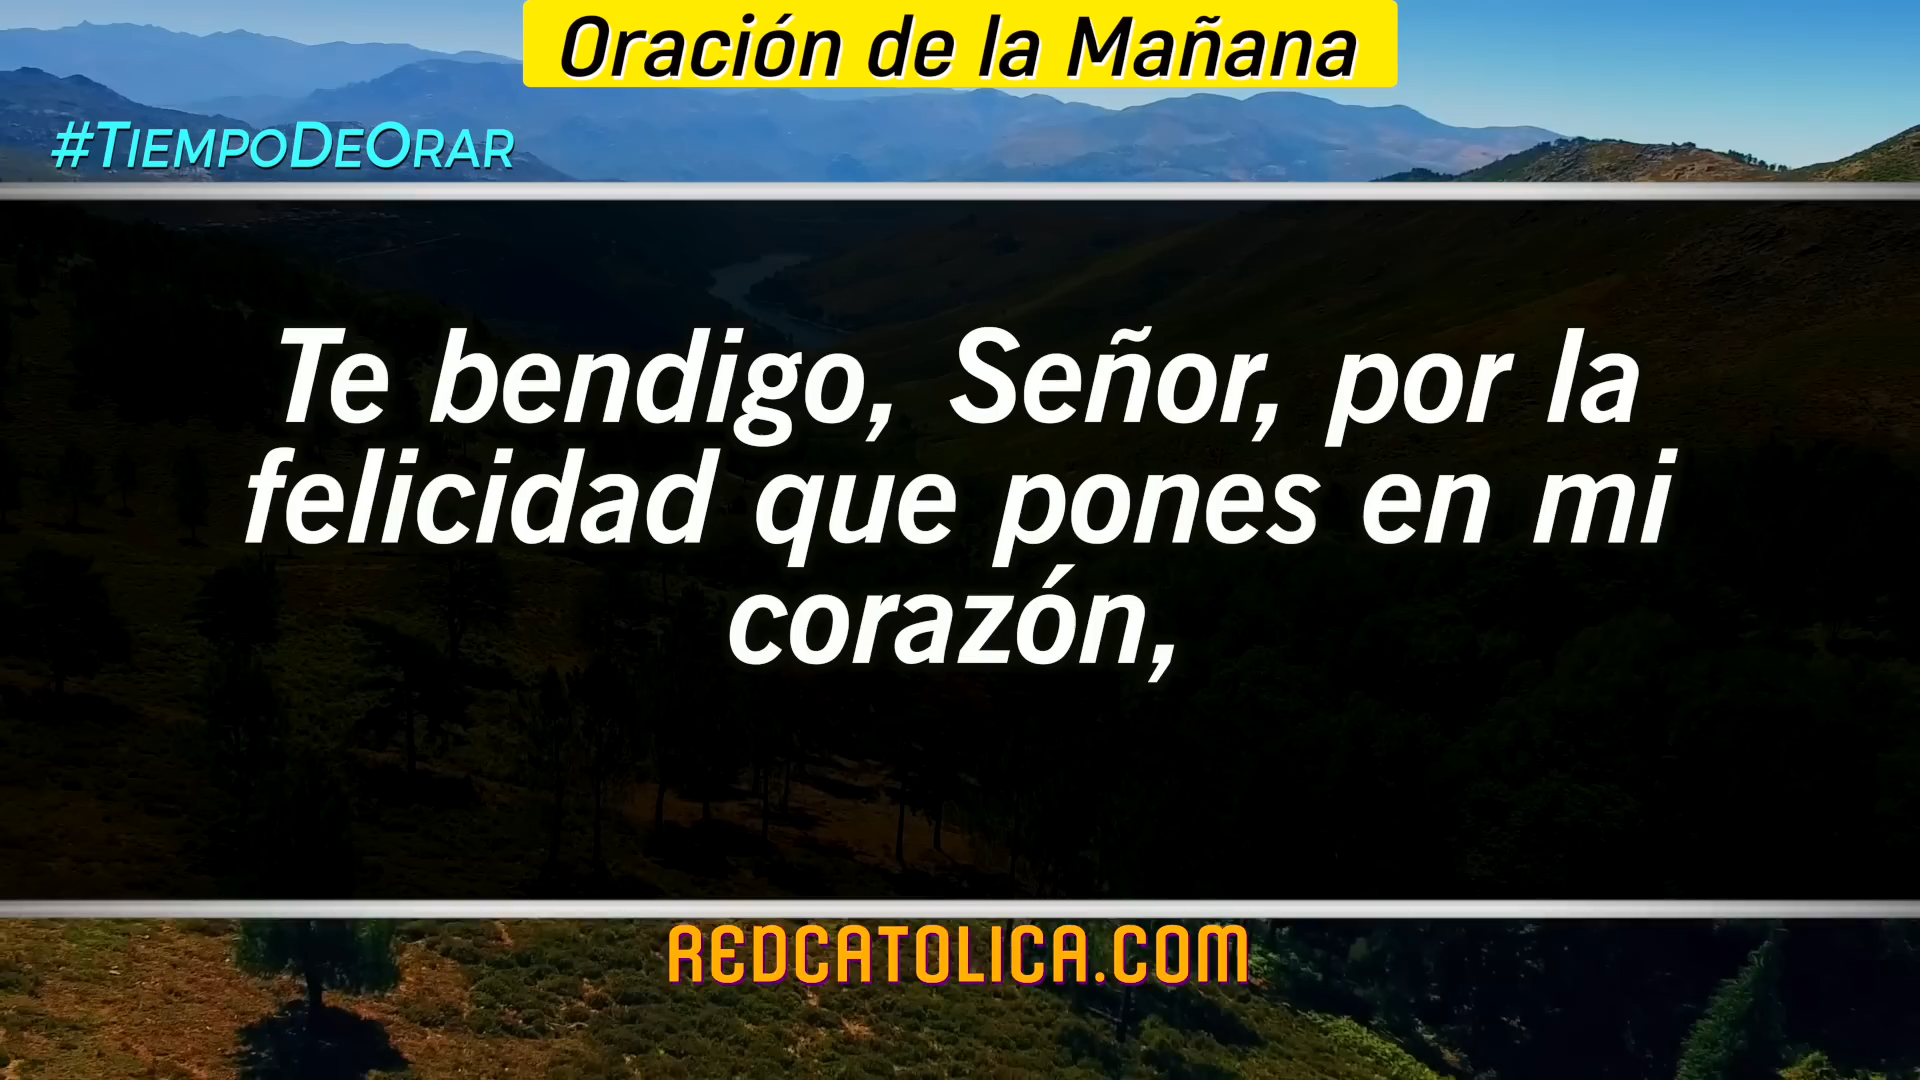 Oración de la Mañana
#TiempoDeOrar
Te bendigo, Señor, por la
felicidad que pones en mi
corazón,
REDCATOLICA.COM